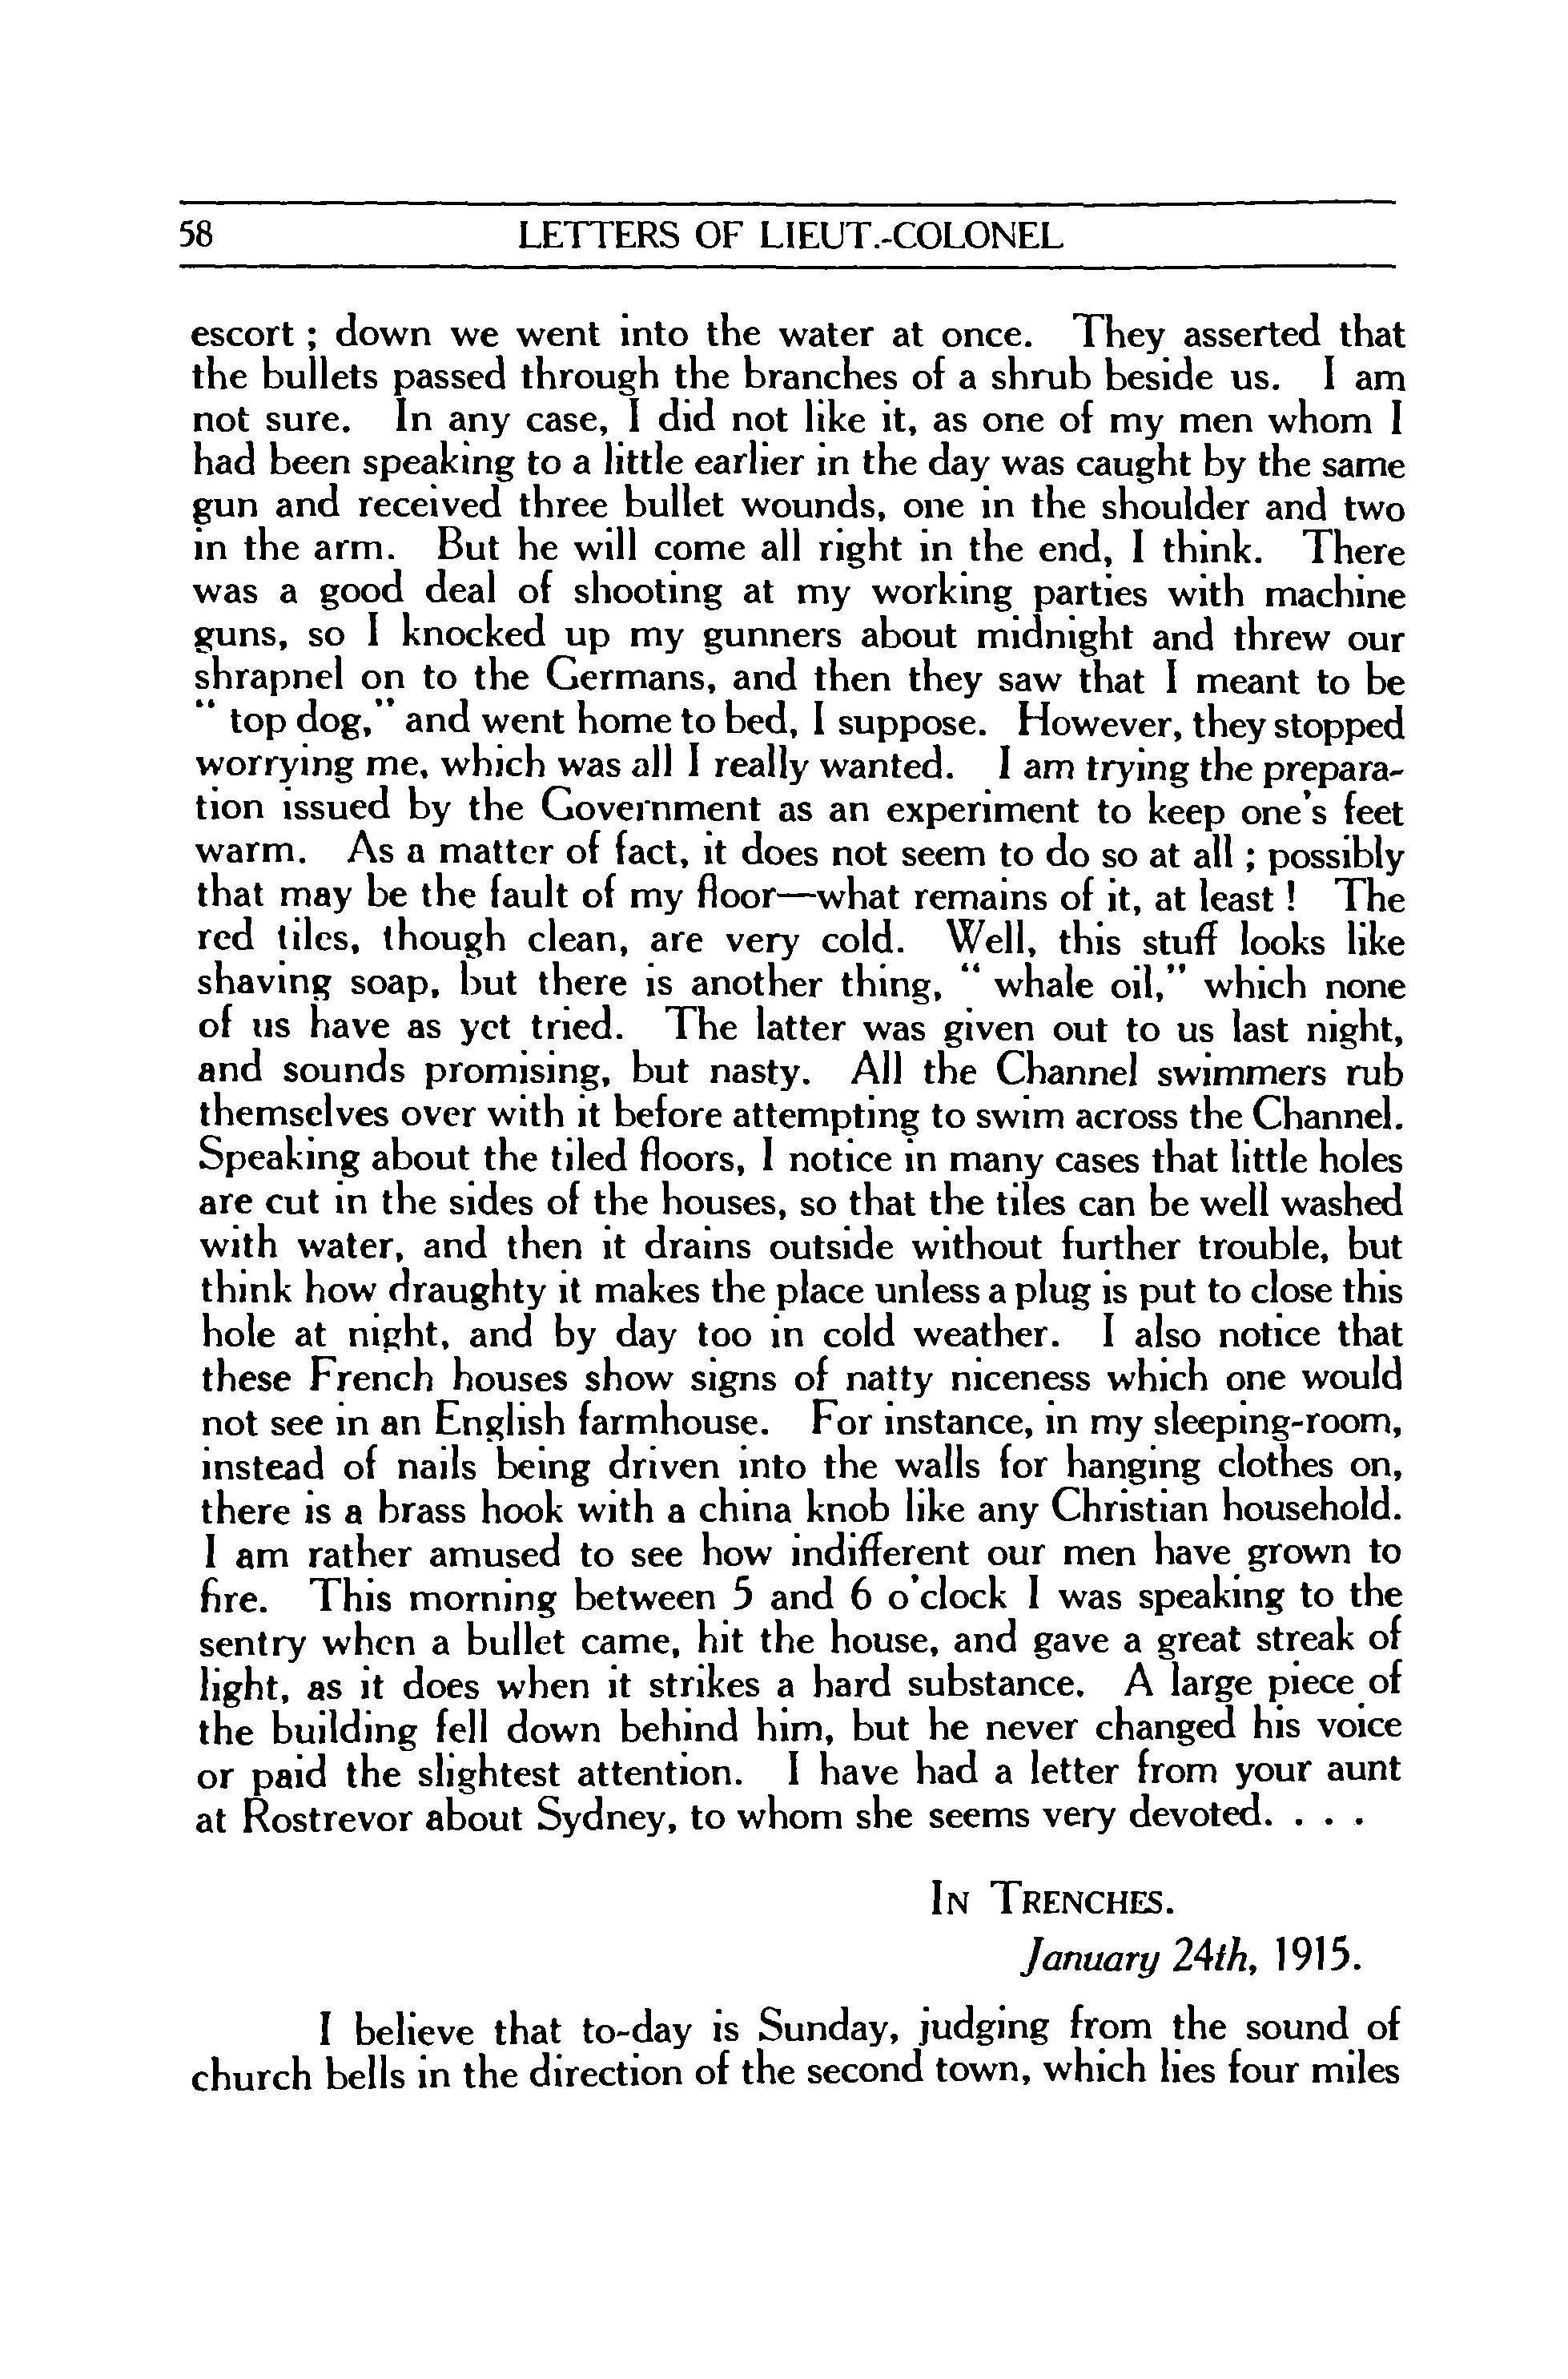 58 LETTERS OF LIEUT.-COLONEL
escort ; down we went into the water at once. They asserted that
the bullets passed through the branches of a shrub beside us. I am
not sure. In any case, I did not like it, as one of my men whom I
had been speaking to a little earlier in the day was caught by the same
gun and received three bullet wounds, one in the shoulder and two
in the arm. But he will come all right in the end, I think. There
was a good deal of shooting at my working parties with machine
guns, so I knocked up my gunners about midnight and threw our
shrapnel on to the Germans, and then they saw that I meant to be
“ top dog,” and went home to bed, I suppose. However, they stopped
worrying me, which was all I really wanted. I am trying the prepara-
tion issued by the Government as an experiment to keep one's feet
warm. As a matter of fact, it does not seem to do so at all ; possibly
that may be the fault of my floor—what remains of it, at least ! The
red tiles, though clean, are very cold. Well, this stuff looks like
shaving soap, but there is another thing, “ whale oil,” which none
of us have as yet tried. The latter was given out to us last night,
and sounds promising, but nasty. All the Channel swimmers rub
themselves over with it before attempting to swim across the Channel.
Speaking about the tiled floors, I notice in many cases that little holes
are cut in the sides of the houses, so that the tiles can be well washed
with water, and then it drains outside without further trouble, but
think how draughty it makes the place unless a plug is put to close this
hole at night, and by day too in cold weather. I also notice that
these French houses show signs of natty niceness which one would
not see in an English farmhouse. For instance, in my sleeping-room,
instead of nails being driven into the walls for hanging clothes on,
there is a brass hook with a china knob like any Christian household.
I am rather amused to see how indifferent our men have grown to
fire. This morning between 5 and 6 o'clock I was speaking to the
sentry when a bullet came, hit the house, and gave a great streak of
light, as it does when it strikes a hard substance. A large piece of
the building fell down behind him, but he never changed his voice
or paid the slightest attention. I have had a letter from your aunt
at Rostrevor about Sydney, to whom she seems very devoted. . . .
IN TRENCHES.
January 24th, 1915.
I believe that to-day is Sunday, judging from the sound of
church bells in the direction of the second town, which lies four miles